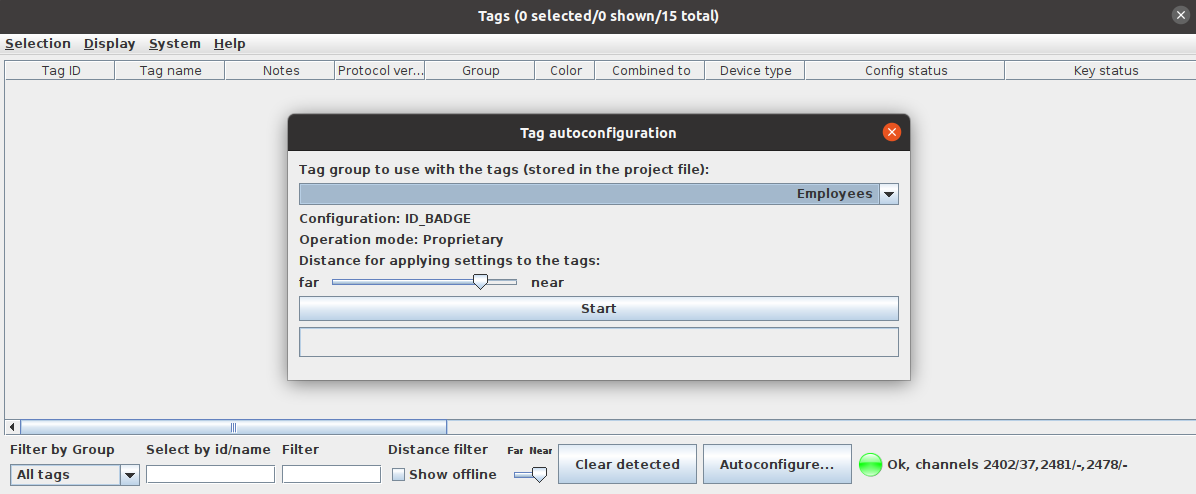 Tags (0 selected/0 shown/15 total)
Selection Display System Help
Tag ID Tag name Notes Protocol ver... Group Color Combined to Device type Config status Key status
Tag autoconfiguration
Tag group to use with the tags (stored in the project file):
Employees
Configuration: ID_BADGE
Operation mode: Proprietary
Distance for applying settings to the tags:
far near
Start
Filter by Group Select by id/name Filter Distance filter Far Near
All tags Show offline Clear detected Autoconfigure... Ok, channels 2402/37,2481/-,2478/-